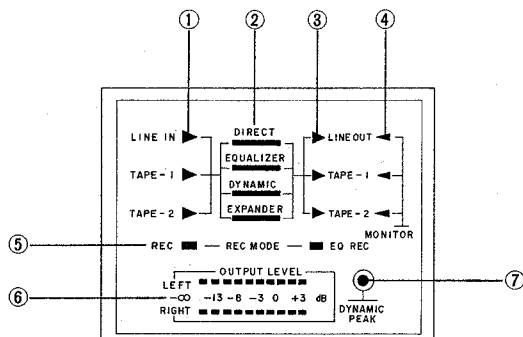 ① ② ③ ④
DIRECT
LINE IN LINE OUT
EQUALIZER
TAPE-1 TAPE-1
DYNAMIC
TAPE-2 EXPANDER TAPE-2
MONITOR
⑤ REC — REC MODE — EQ REC
OUTPUT LEVEL
LEFT
⑥ -∞ -13 -6 -3 0 +3 dB ⑦
RIGHT
DYNAMIC
PEAK